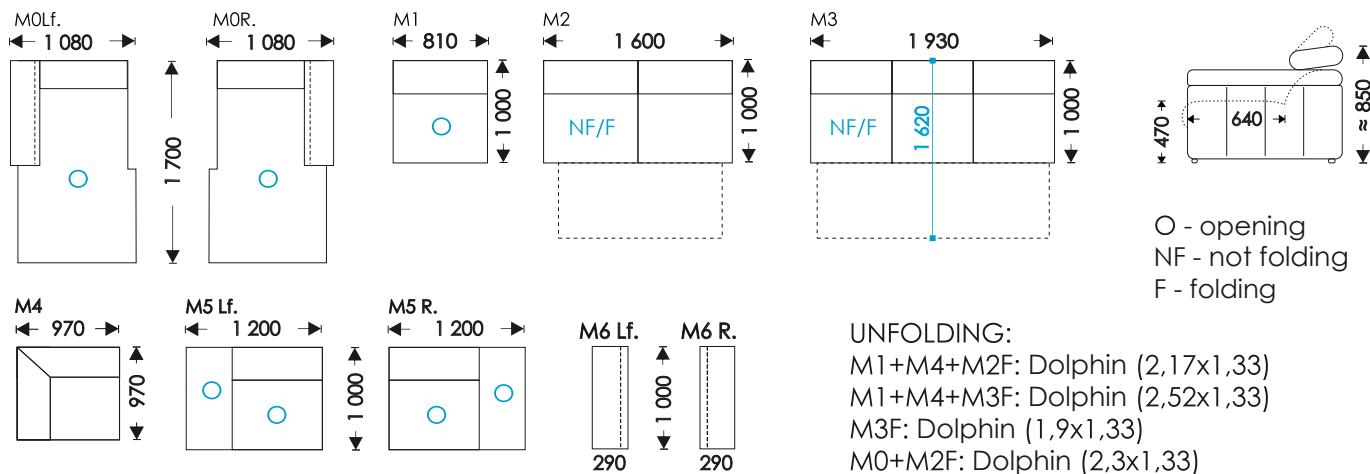 M0Lf.
1 080
M0R.
1 080
1 700
M1
810
1 000
M2
1 600
NF/F
1 000
M3
1 930
NF/F
1 620
1 000
470
640
≈ 850
O - opening
NF - not folding
F - folding
M4
970
970
M5 Lf.
1 200
1 000
M5 R.
1 200
M6 Lf.
290
1 000
M6 R.
290
UNFOLDING:
M1+M4+M2F: Dolphin (2,17x1,33)
M1+M4+M3F: Dolphin (2,52x1,33)
M3F: Dolphin (1,9x1,33)
M0+M2F: Dolphin (2,3x1,33)